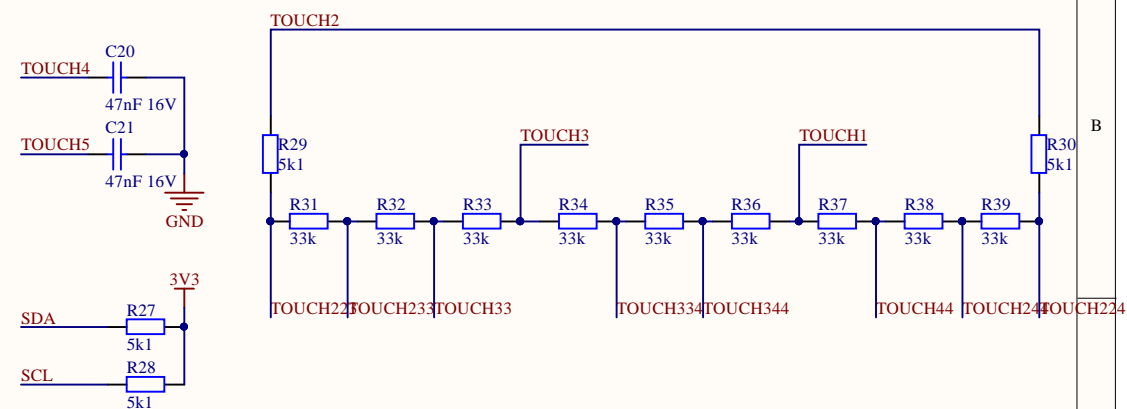 TOUCH2
C20
TOUCH4
47nF 16V
C21
TOUCH5
47nF 16V
GND
R29
5k1
TOUCH3
TOUCH1
R30
5k1
B
R31
33k
R32
33k
R33
33k
R34
33k
R35
33k
R36
33k
R37
33k
R38
33k
R39
33k
TOUCH223
TOUCH233
TOUCH33
TOUCH334
TOUCH344
TOUCH44
TOUCH244
TOUCH224
3V3
SDA
R27
5k1
SCL
R28
5k1